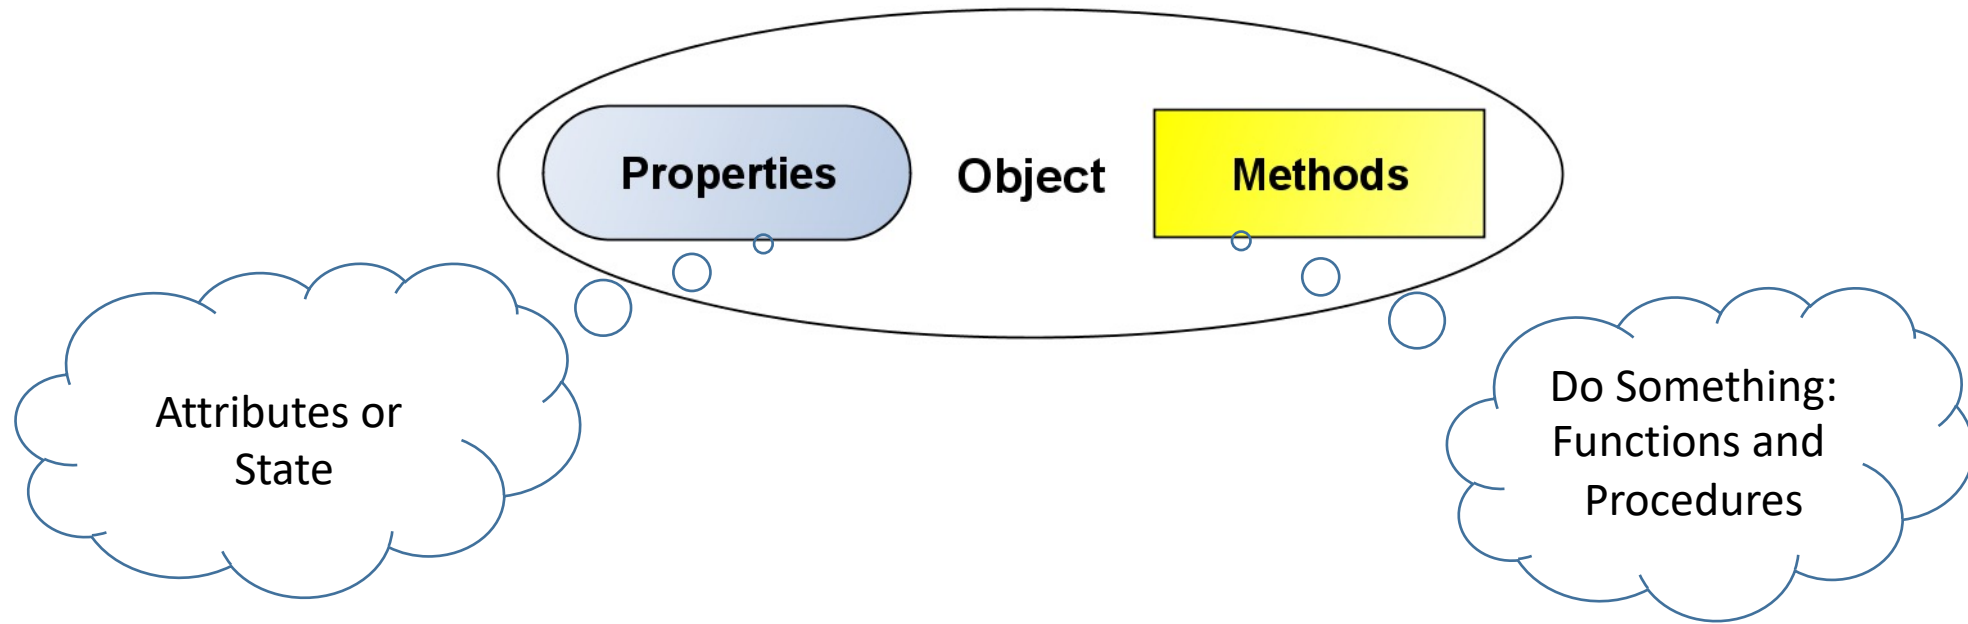 Properties
Object
Methods
Attributes or
State
Do Something:
Functions and
Procedures